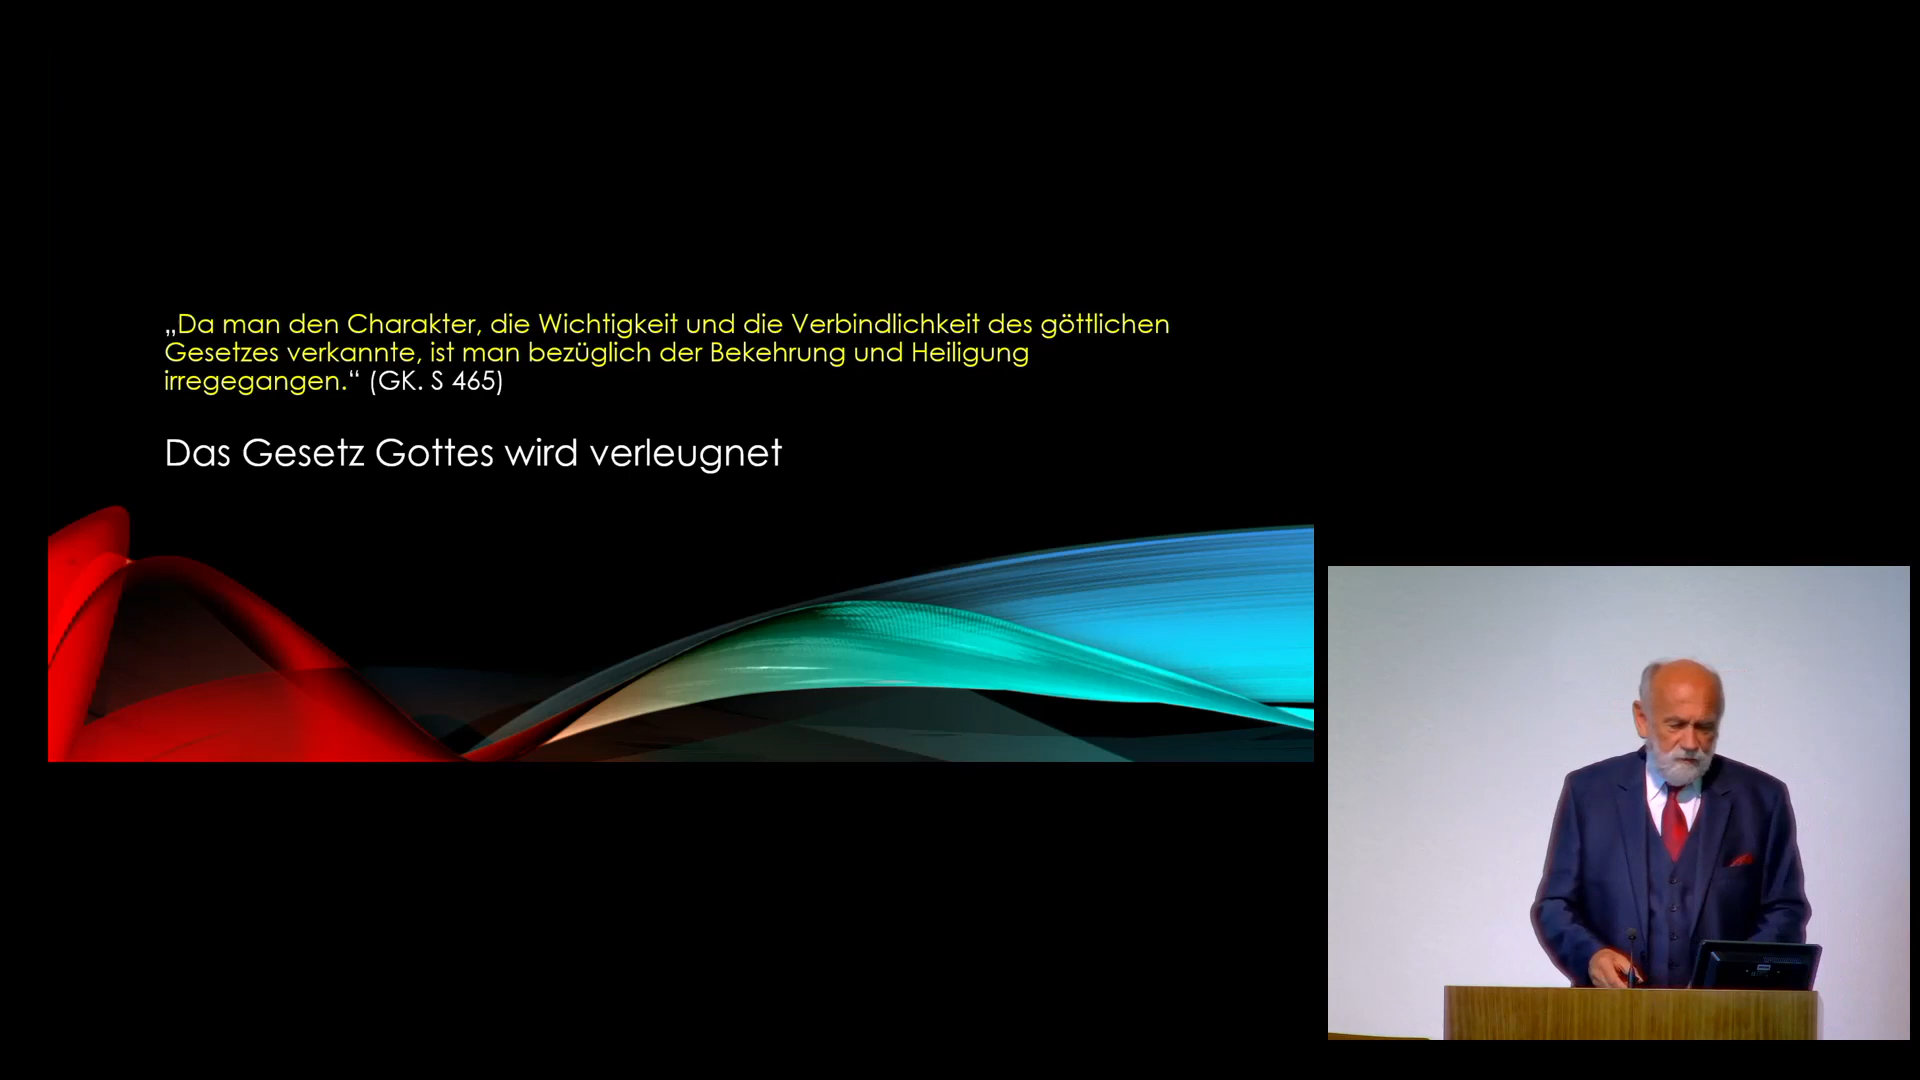 „Da man den Charakter, die Wichtigkeit und die Verbindlichkeit des göttlichen
Gesetzes verkannte, ist man bezüglich der Bekehrung und Heiligung
irregegangen.“ (GK. S 465)
Das Gesetz Gottes wird verleugnet